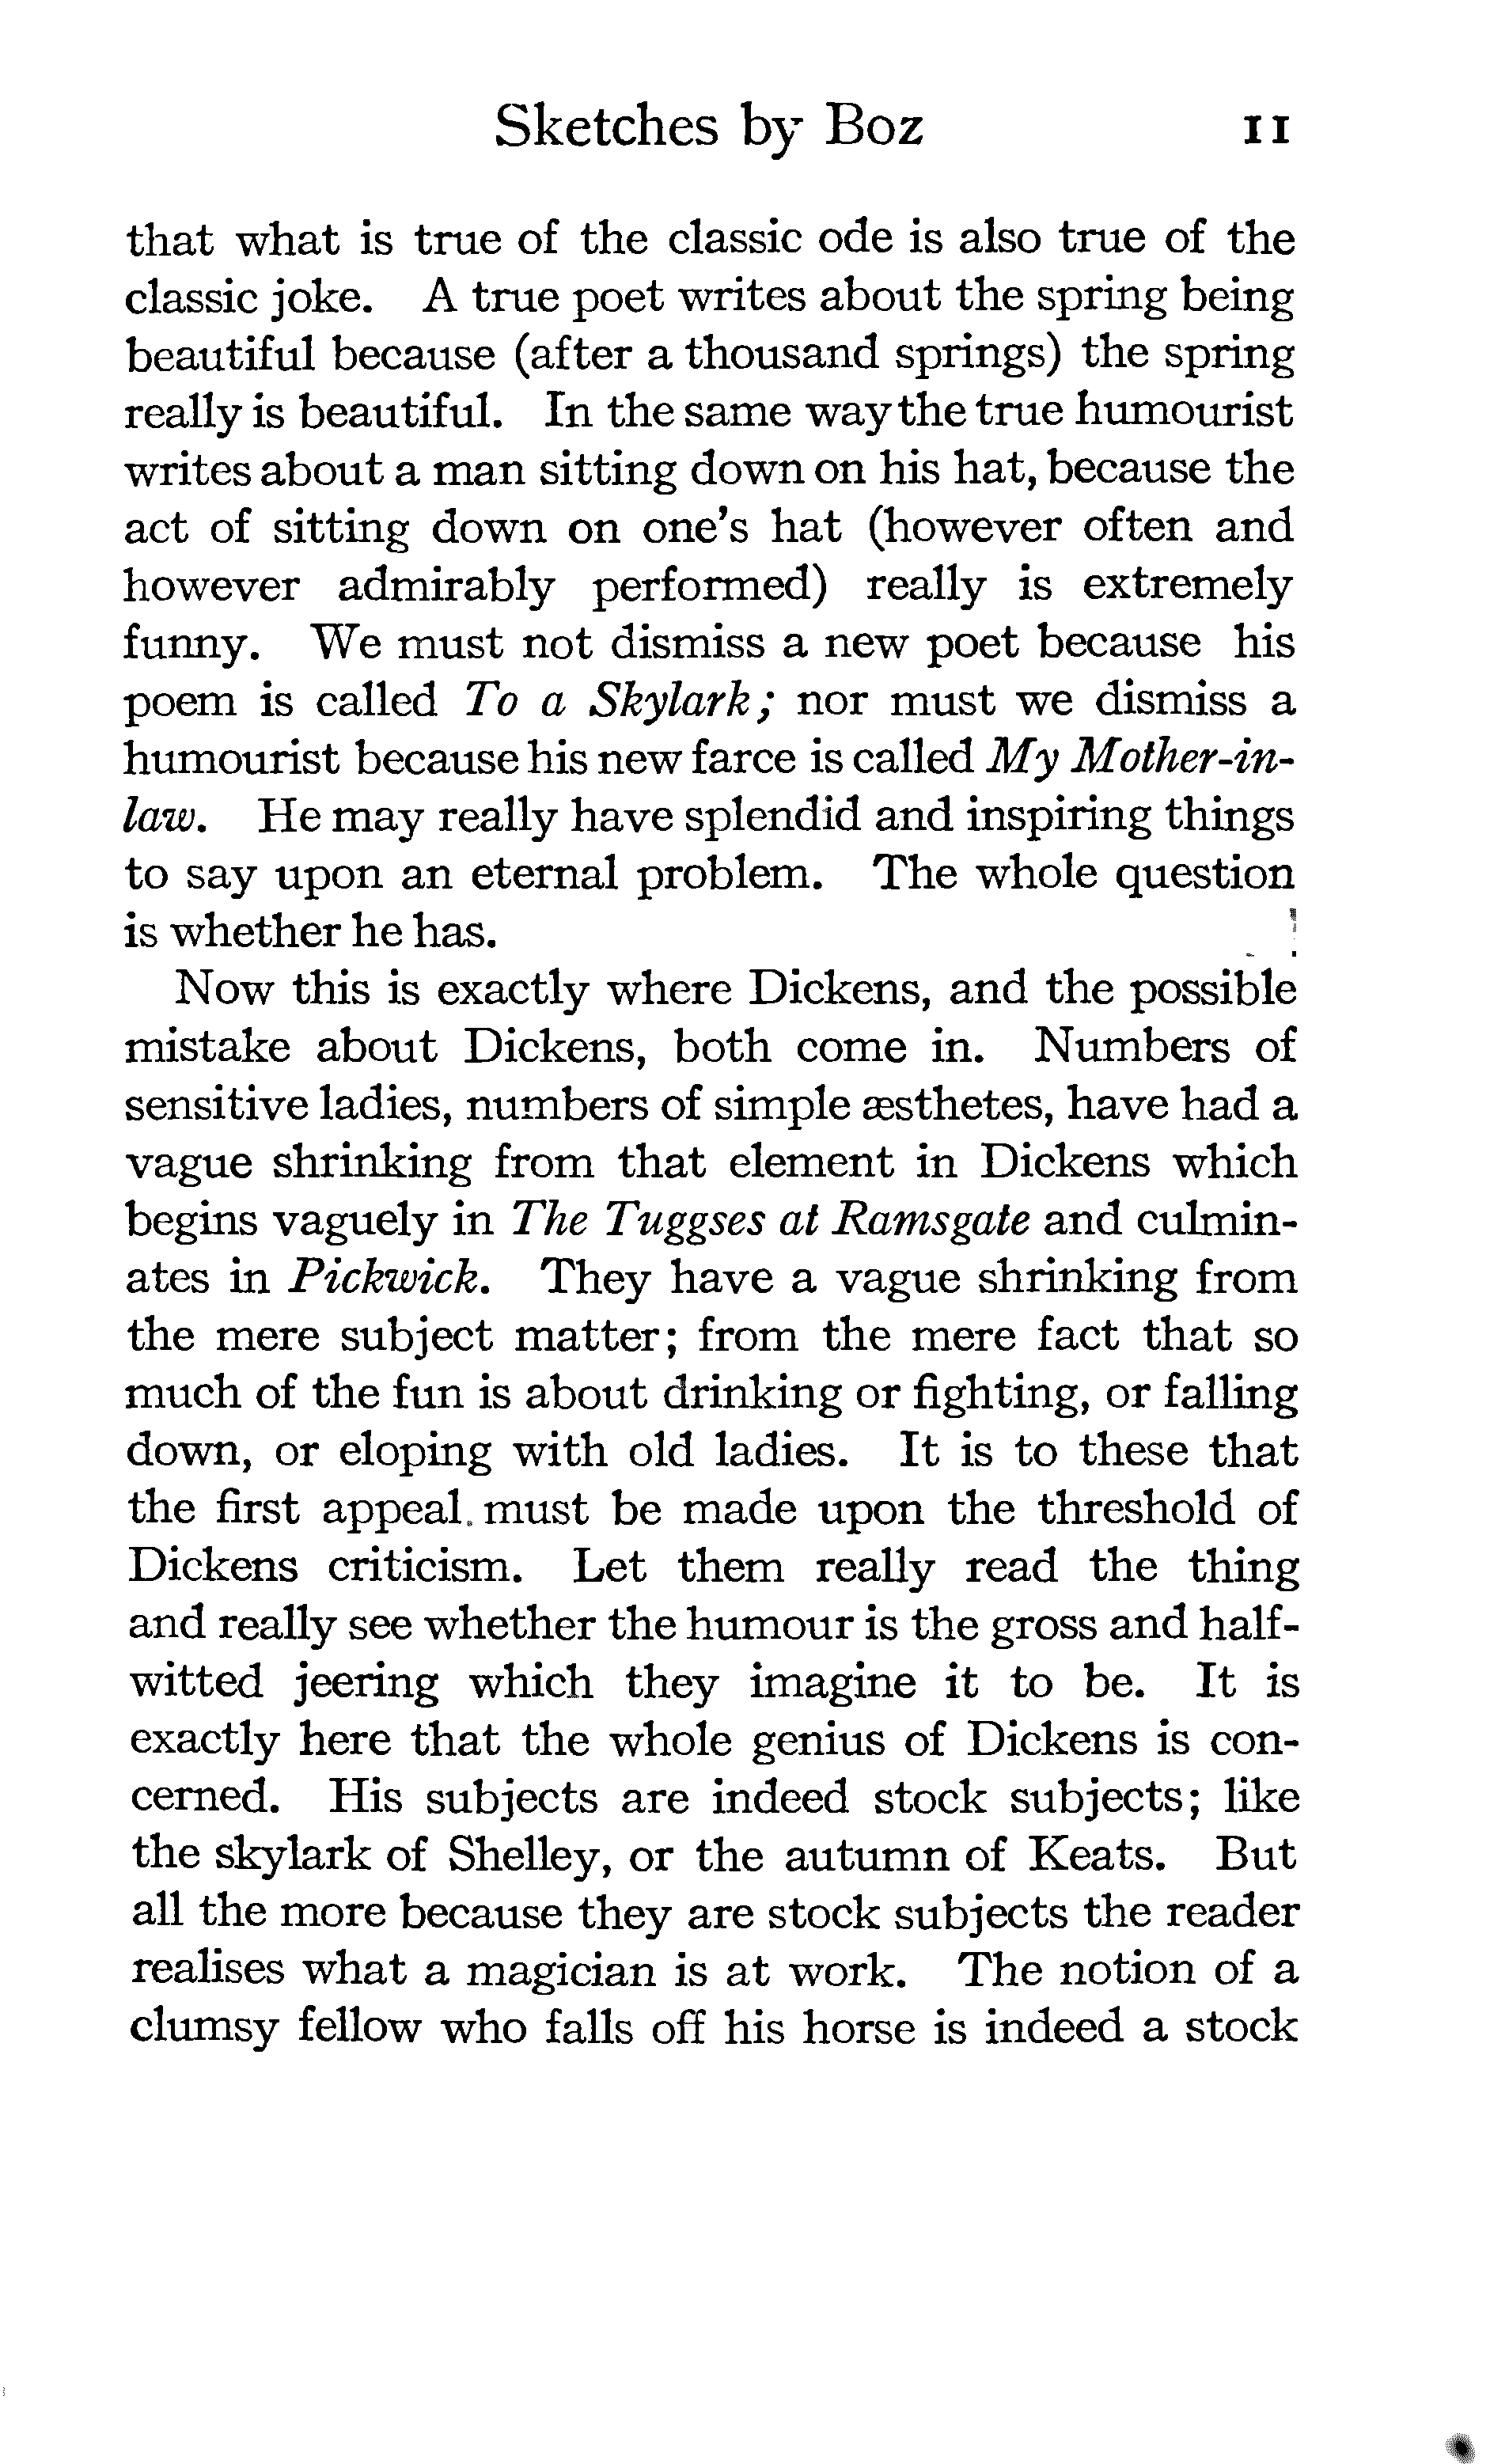 Sketches by Boz 11
that what is true of the classic ode is also true of the
classic joke. A true poet writes about the spring being
beautiful because (after a thousand springs) the spring
really is beautiful. In the same way the true humourist
writes about a man sitting down on his hat, because the
act of sitting down on one's hat (however often and
however admirably performed) really is extremely
funny. We must not dismiss a new poet because his
poem is called To a Skylark; nor must we dismiss a
humourist because his new farce is called My Mother-in-
law. He may really have splendid and inspiring things
to say upon an eternal problem. The whole question
is whether he has.
Now this is exactly where Dickens, and the possible
mistake about Dickens, both come in. Numbers of
sensitive ladies, numbers of simple æsthetes, have had a
vague shrinking from that element in Dickens which
begins vaguely in The Tuggses at Ramsgate and culmin-
ates in Pickwick. They have a vague shrinking from
the mere subject matter; from the mere fact that so
much of the fun is about drinking or fighting, or falling
down, or eloping with old ladies. It is to these that
the first appeal must be made upon the threshold of
Dickens criticism. Let them really read the thing
and really see whether the humour is the gross and half-
witted jeering which they imagine it to be. It is
exactly here that the whole genius of Dickens is con-
cerned. His subjects are indeed stock subjects; like
the skylark of Shelley, or the autumn of Keats. But
all the more because they are stock subjects the reader
realises what a magician is at work. The notion of a
clumsy fellow who falls off his horse is indeed a stock